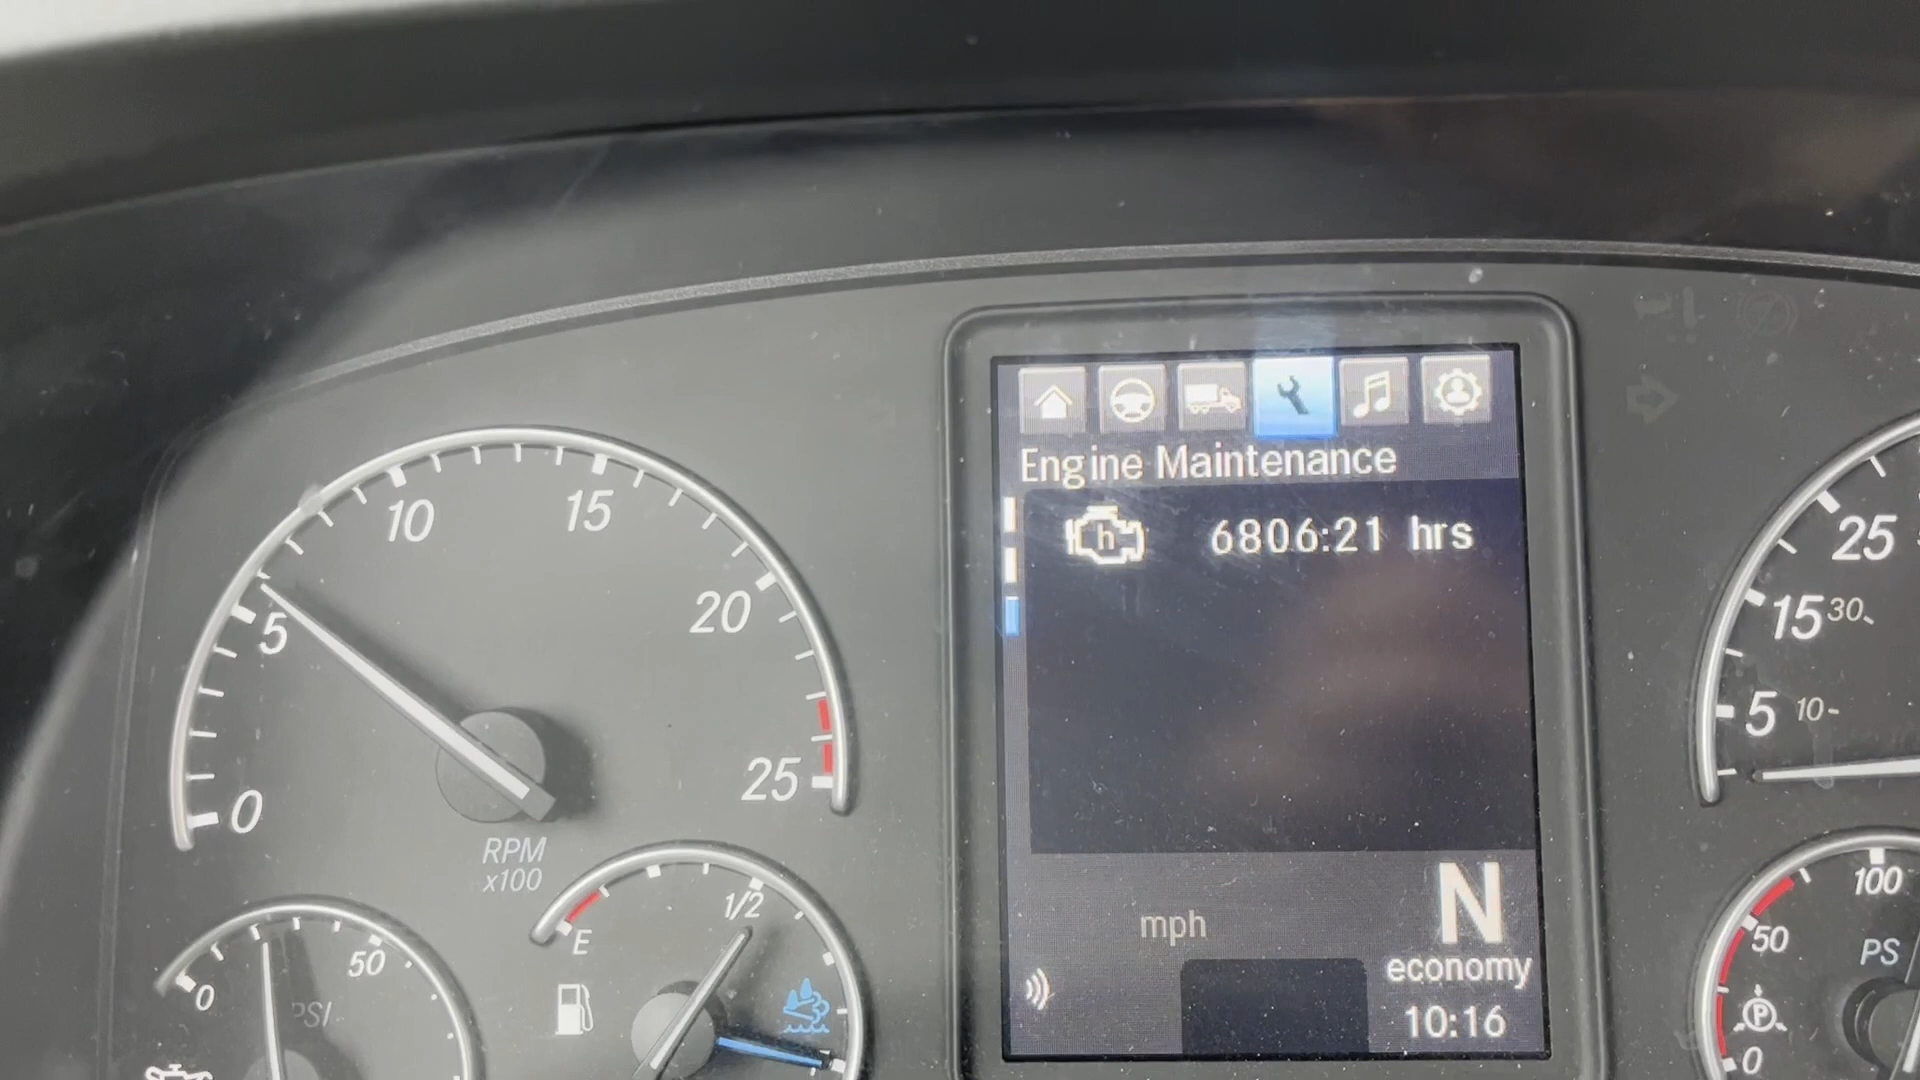 Engine Maintenance
h 6806:21 hrs
mph
N
economy
10:16
0
5
10
15
20
25
RPM
x100
0
50
PSI
E
1/2
5
15
25
10
30
0
50
100
PS
P